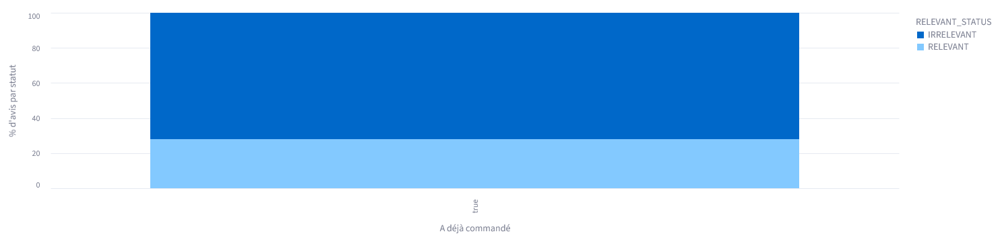 100
80
60
40
20
0
% d'avis par statut
true
A déjà commandé
RELEVANT_STATUS
IRRELEVANT
RELEVANT